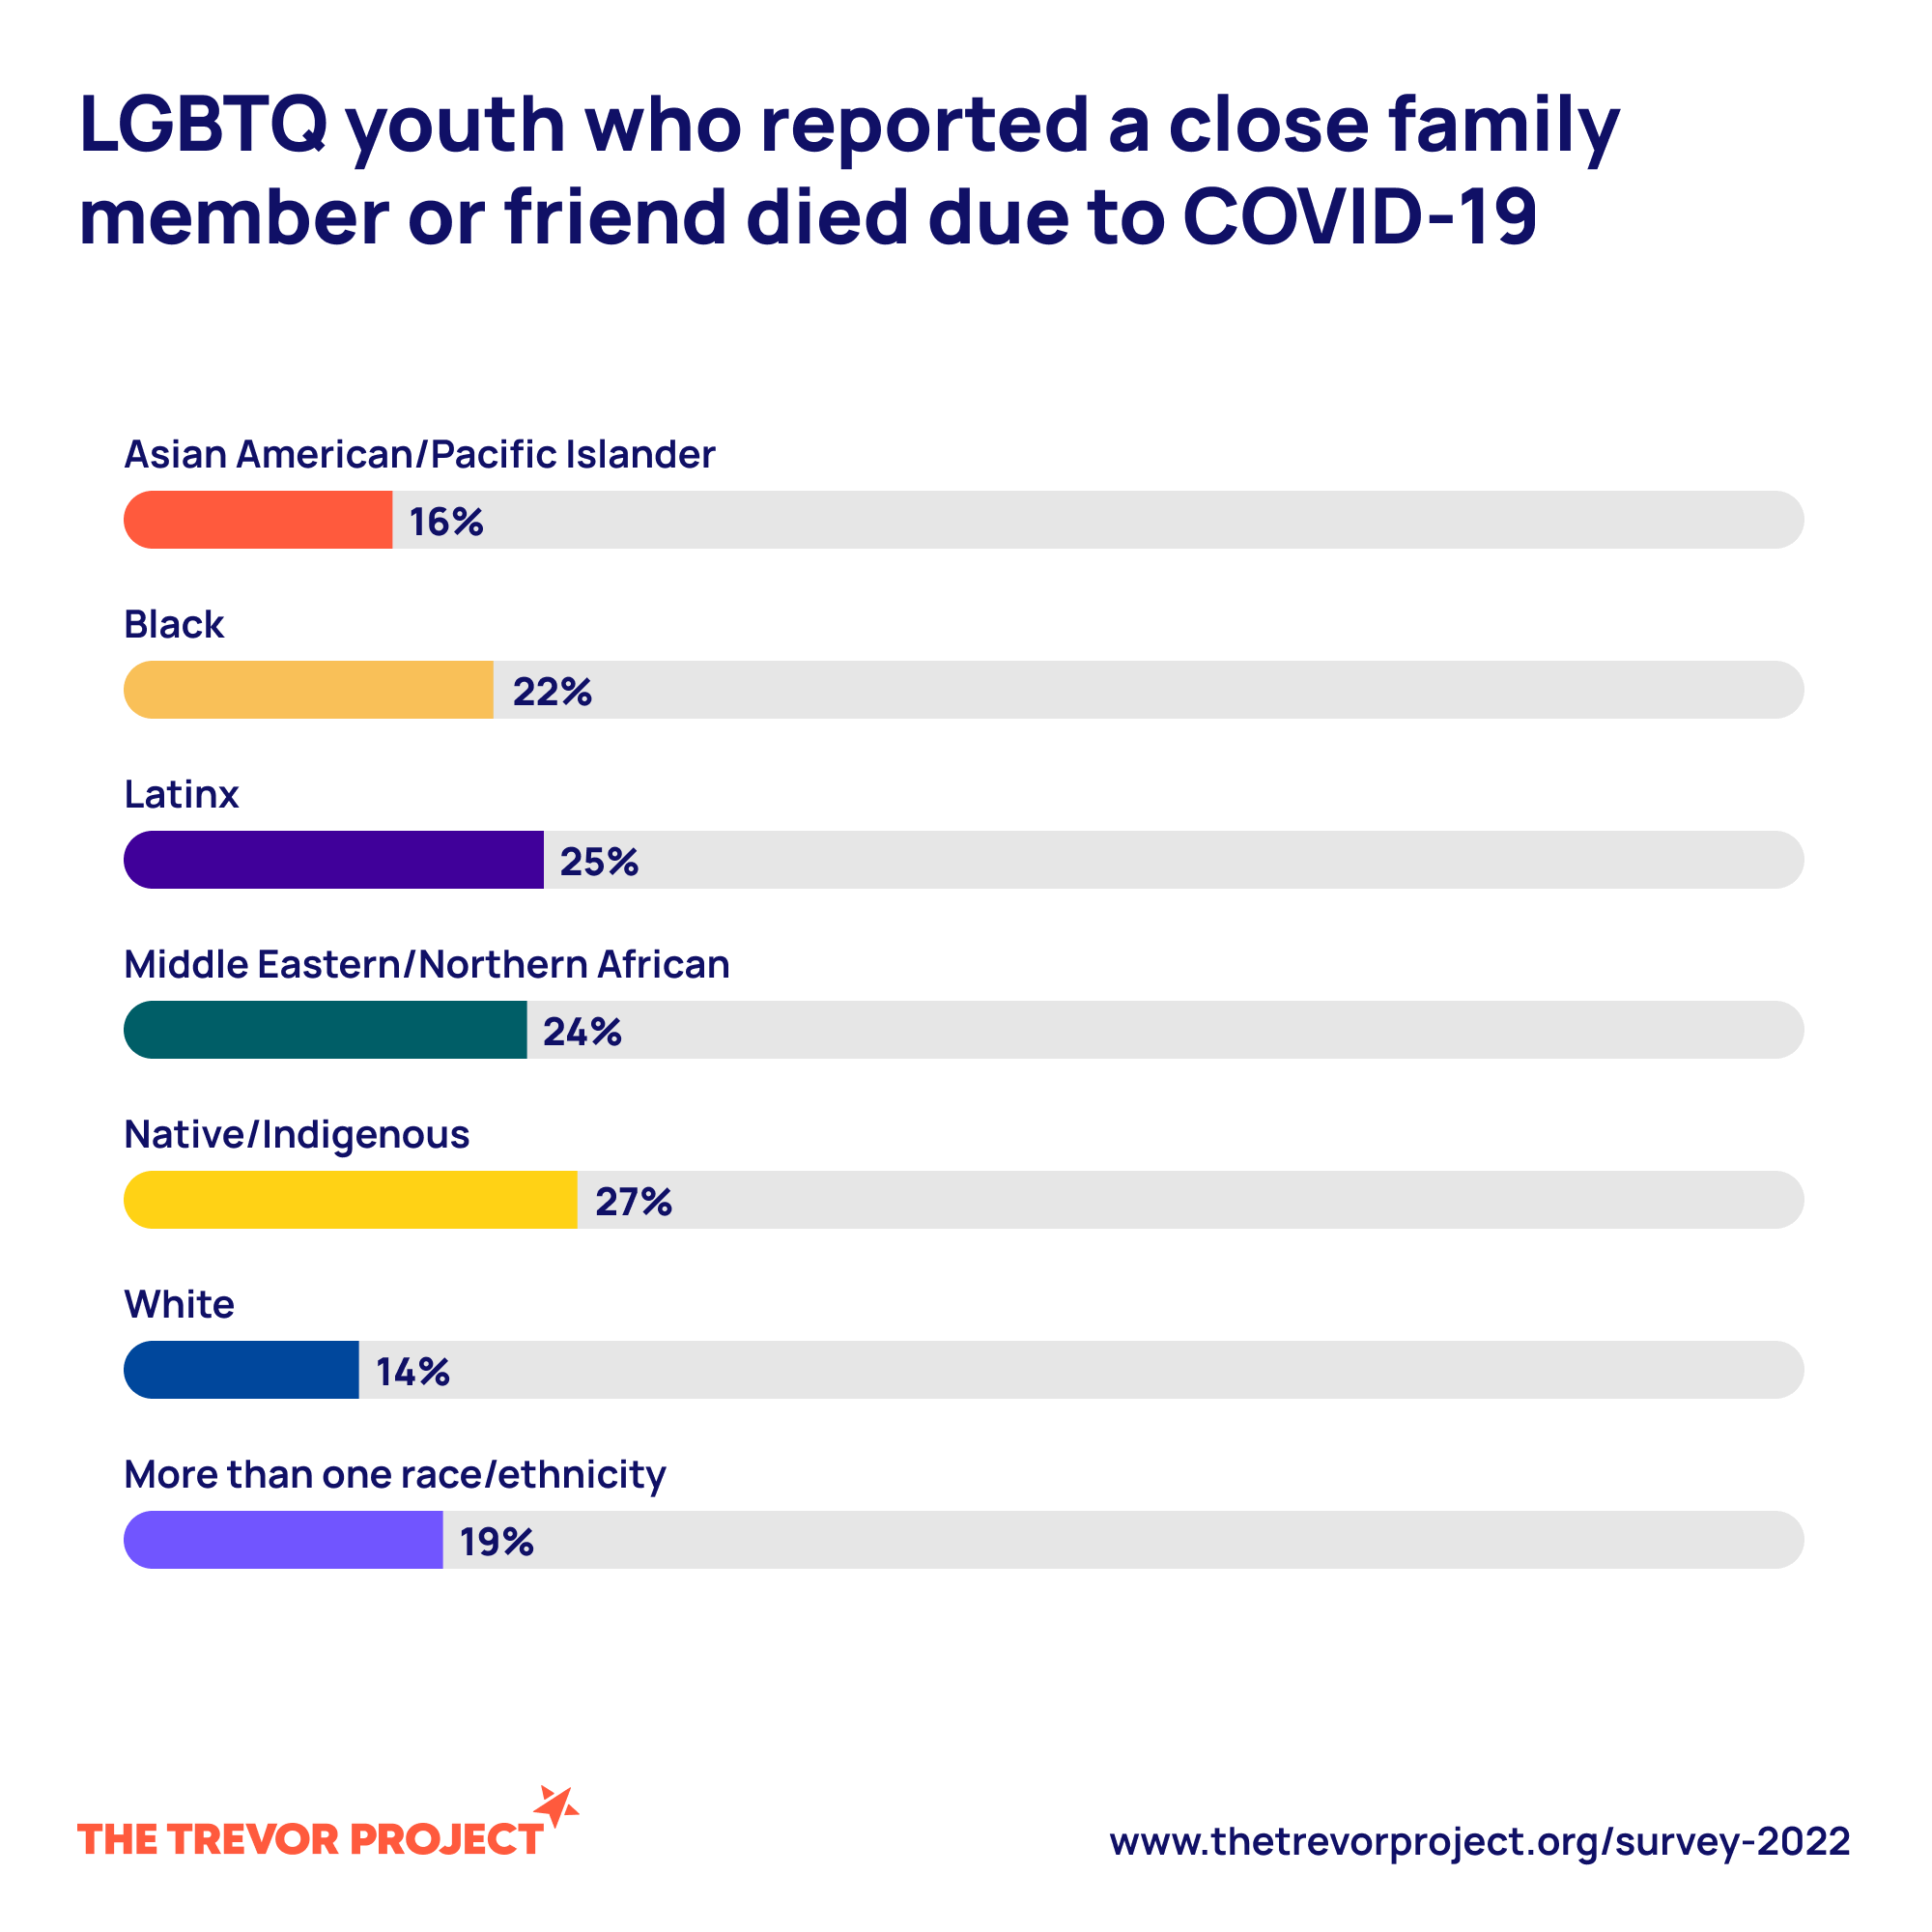 LGBTQ youth who reported a close family
member or friend died due to COVID-19
Asian American/Pacific Islander
16%
Black
22%
Latinx
25%
Middle Eastern/Northern African
24%
Native/Indigenous
27%
White
14%
More than one race/ethnicity
19%
THE TREVOR PROJECT
www.thetrevorproject.org/survey-2022